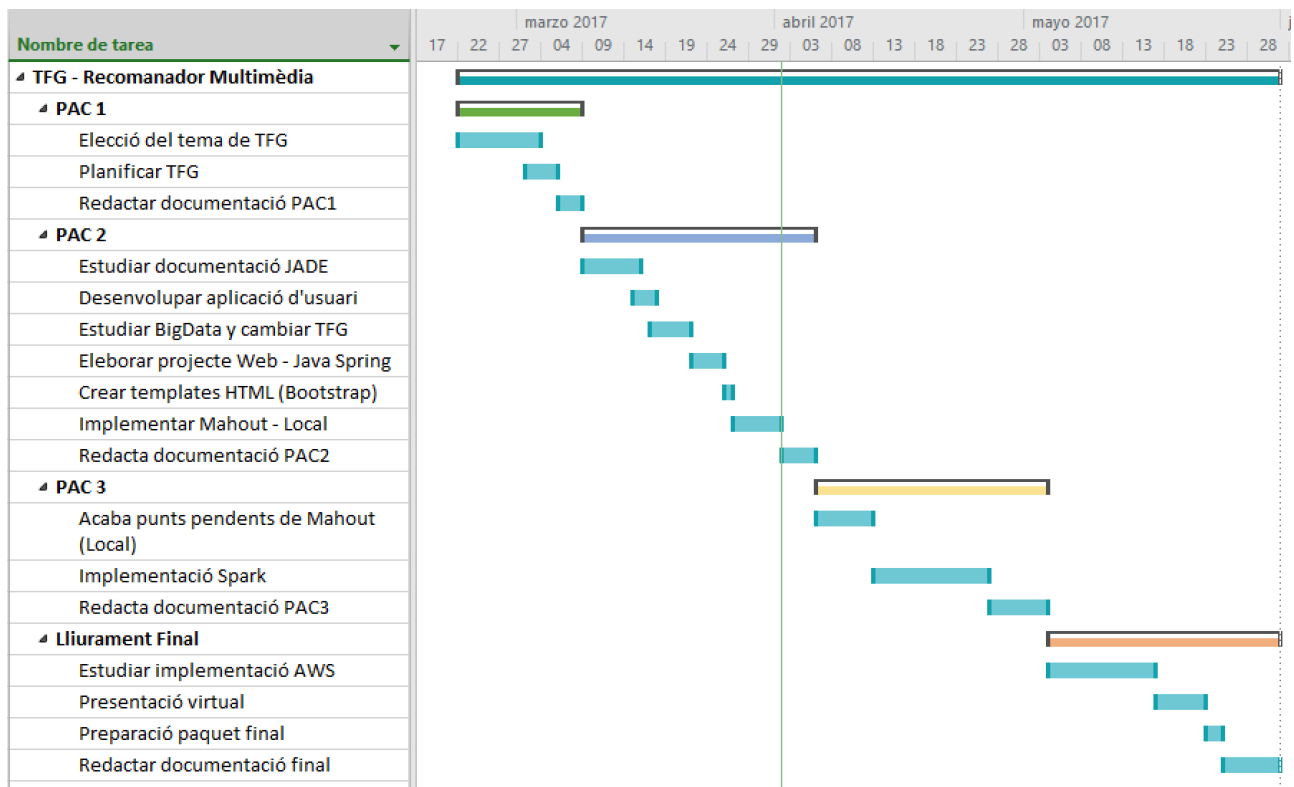 marzo 2017 abril 2017 mayo 2017 j
Nombre de tarea 17 22 27 04 09 14 19 24 29 03 08 13 18 23 28 03 08 13 18 23 28
TFG - Recomanador Multimèdia
PAC 1
Elecció del tema de TFG
Planificar TFG
Redactar documentació PAC1
PAC 2
Estudiar documentació JADE
Desenvolupar aplicació d'usuari
Estudiar BigData y cambiar TFG
Eleborar projecte Web - Java Spring
Crear templates HTML (Bootstrap)
Implementar Mahout - Local
Redacta documentació PAC2
PAC 3
Acaba punts pendents de Mahout
(Local)
Implementació Spark
Redacta documentació PAC3
Lliurament Final
Estudiar implementació AWS
Presentació virtual
Preparació paquet final
Redactar documentació final